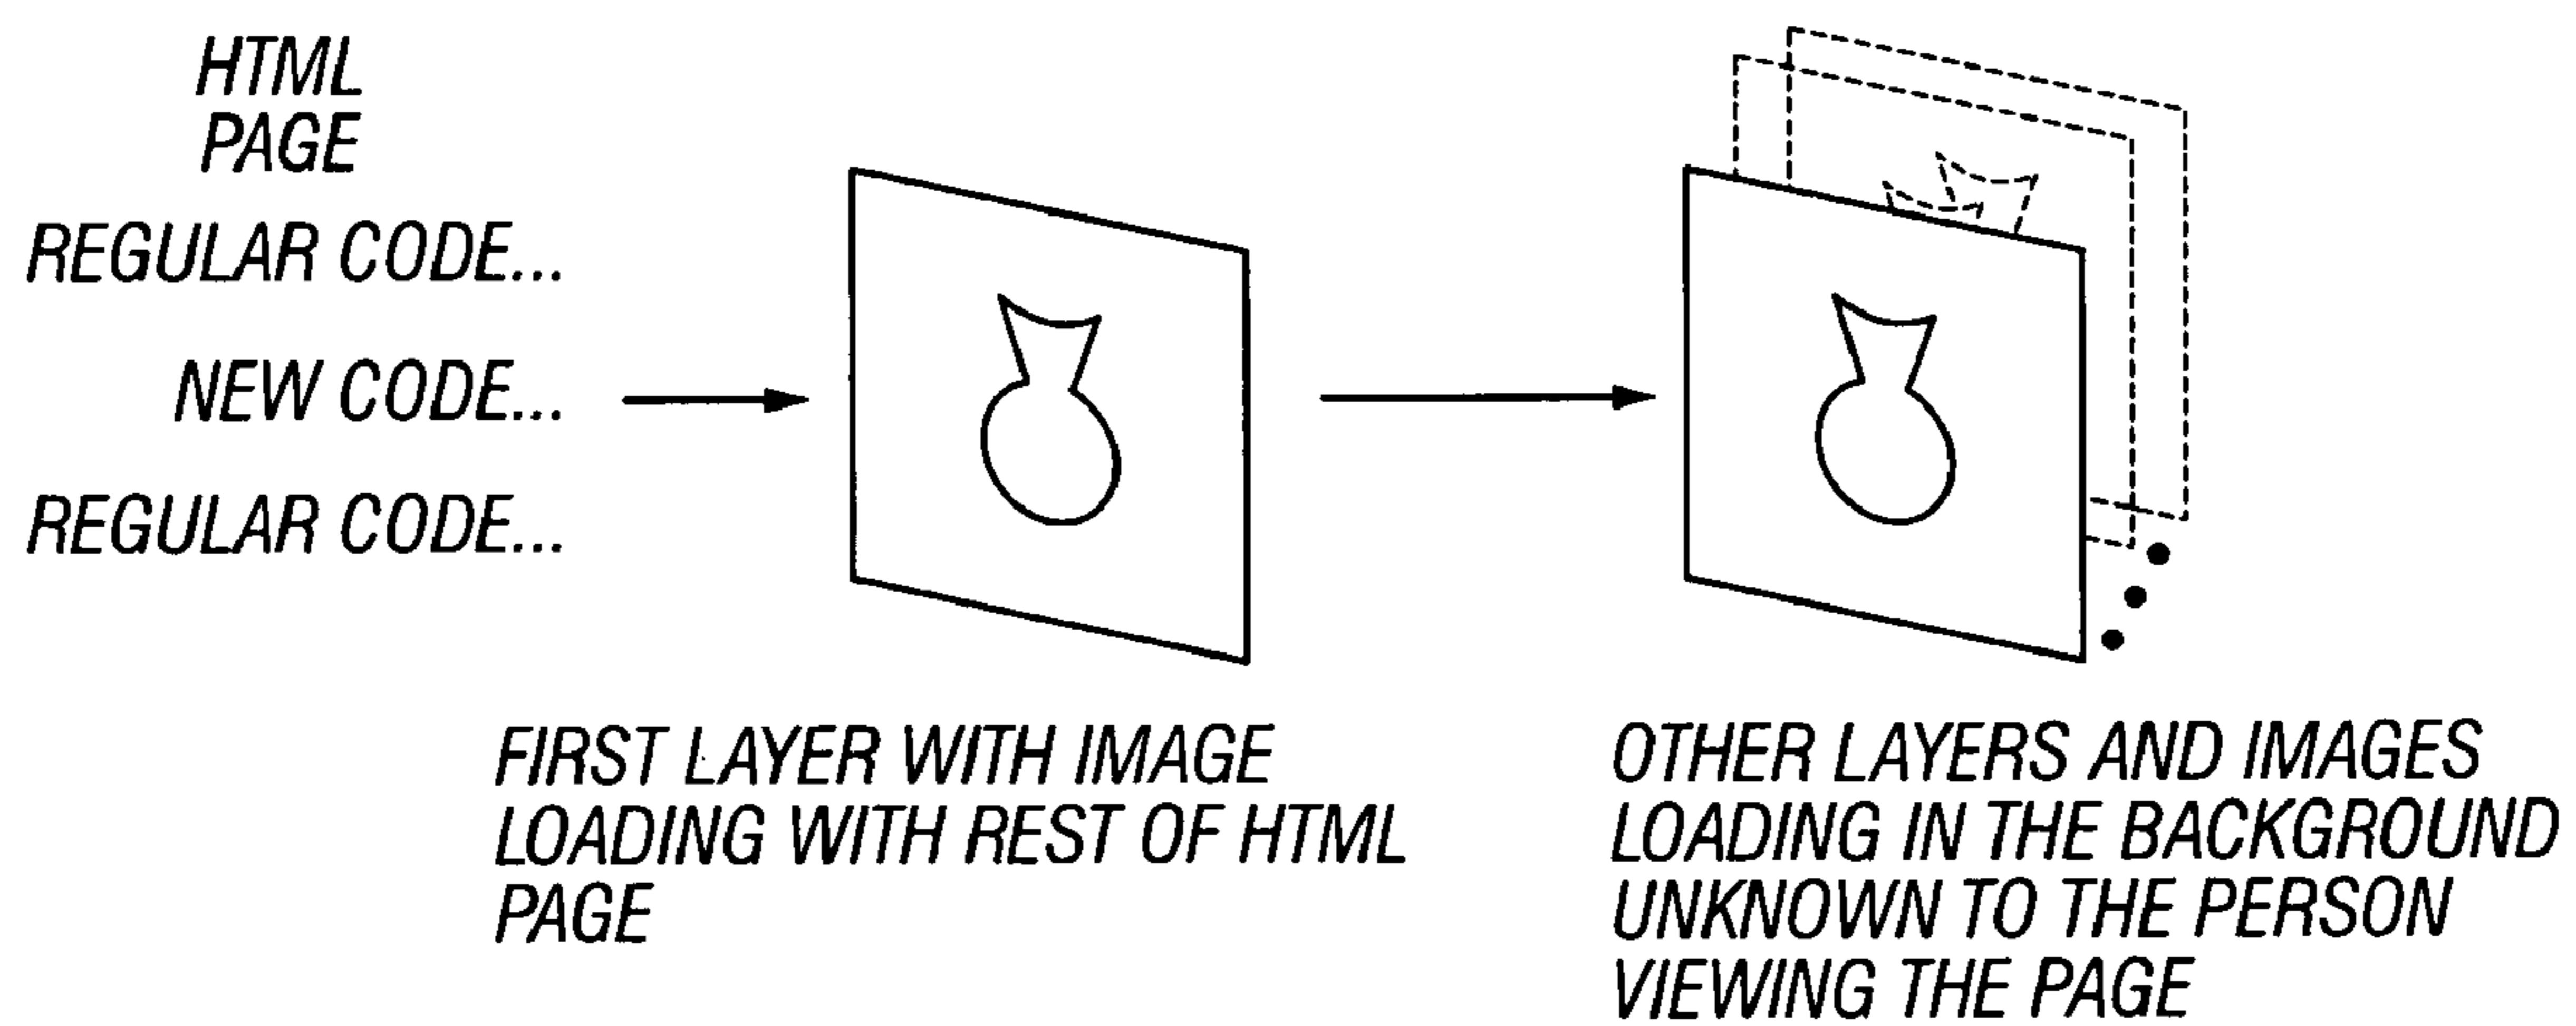 HTML
PAGE
REGULAR CODE...
NEW CODE...
REGULAR CODE...
FIRST LAYER WITH IMAGE
LOADING WITH REST OF HTML
PAGE
OTHER LAYERS AND IMAGES
LOADING IN THE BACKGROUND
UNKNOWN TO THE PERSON
VIEWING THE PAGE